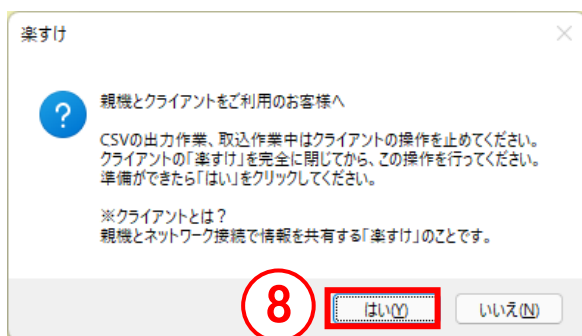 楽すけ
親機とクライアントをご利用のお客様へ
CSVの出力作業、取込作業中はクライアントの操作を止めてください。
クライアントの「楽すけ」を完全に閉じてから、この操作を行ってください。
準備ができたら「はい」をクリックしてください。
※クライアントとは？
親機とネットワーク接続で情報を共有する「楽すけ」のことです。
8 はい(Y) いいえ(N)